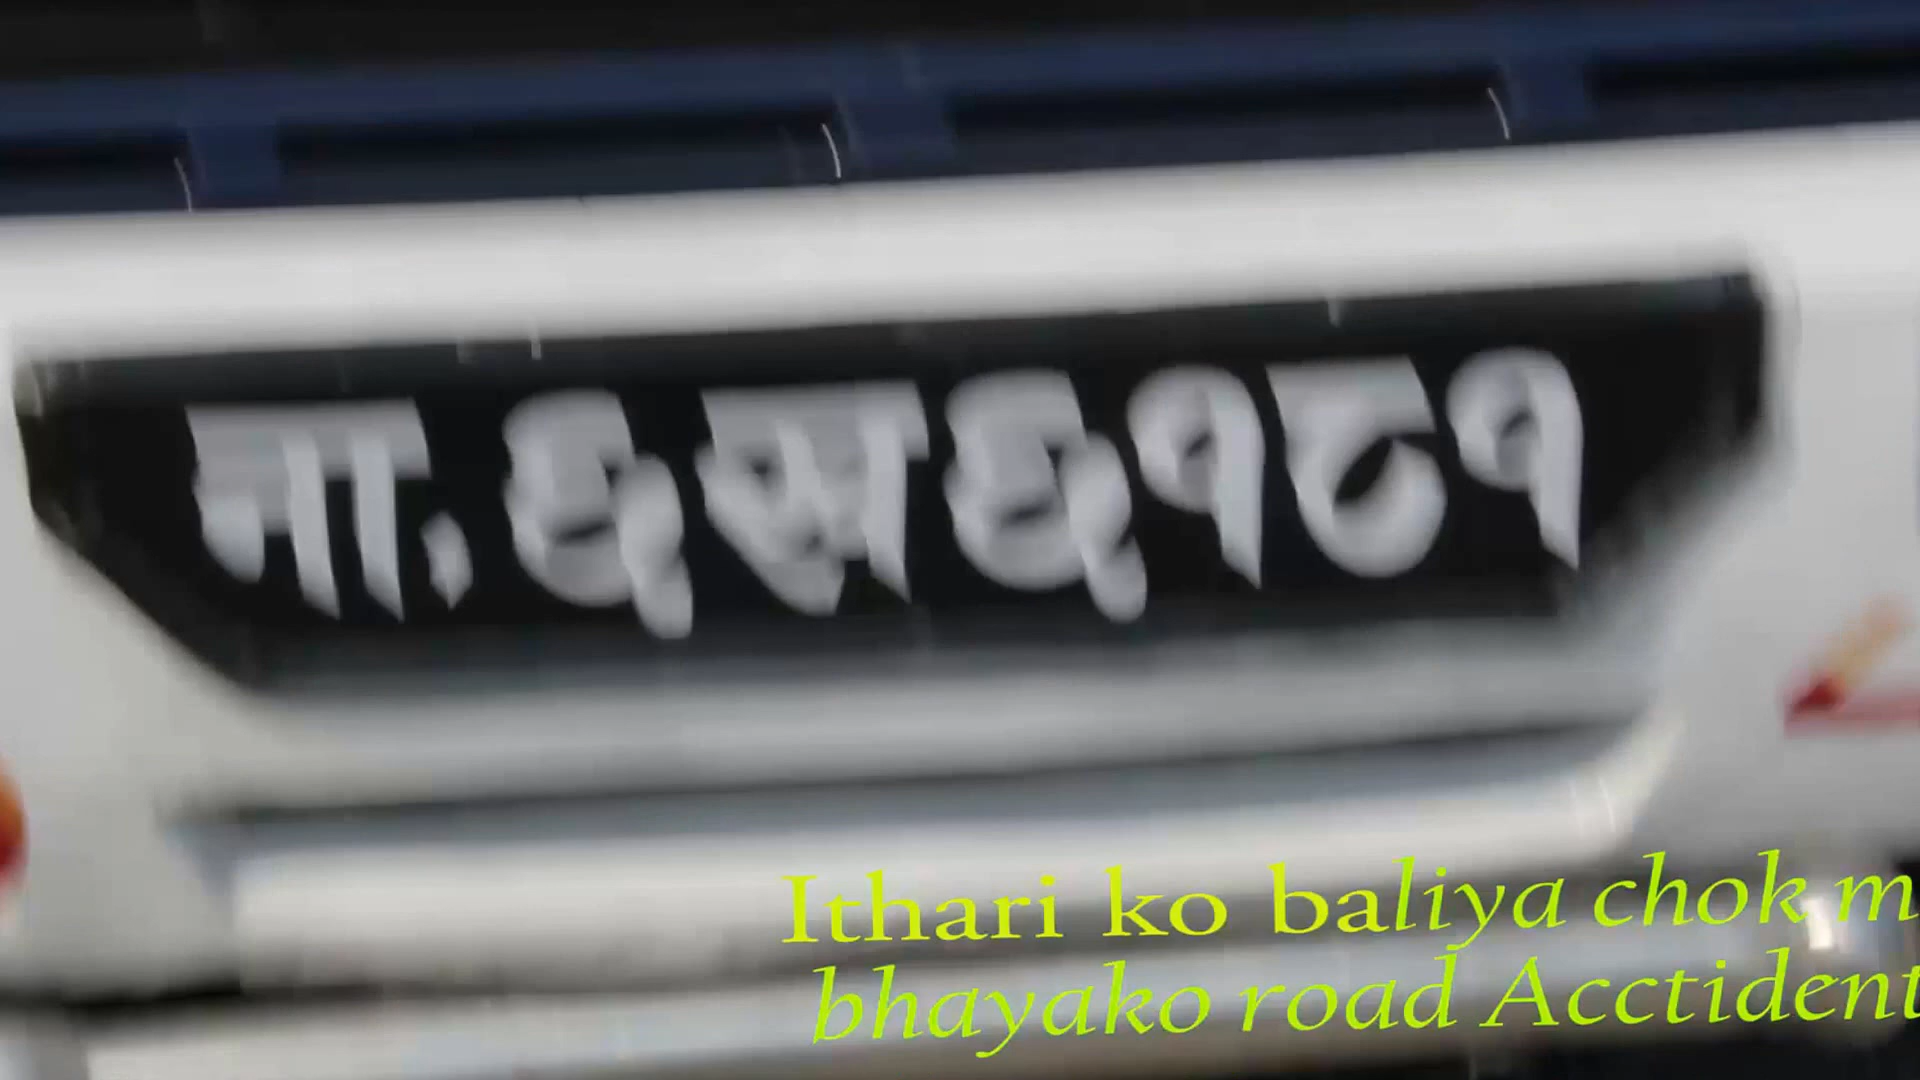 ना.६ख६१८१
Ithari ko baliya chok m
bhayako road Acctident